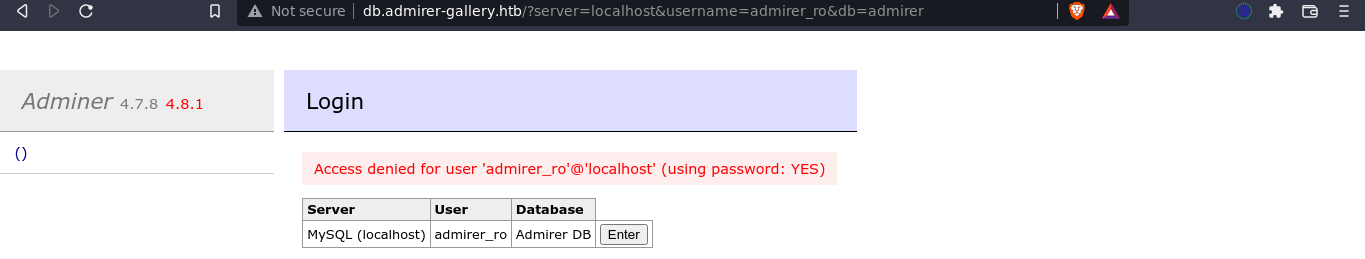 Not secure db.admirer-gallery.htb/?server=localhost&username=admirer_ro&db=admirer
Adminer 4.7.8 4.8.1
()
Login
Access denied for user 'admirer_ro'@'localhost' (using password: YES)
Server User Database
MySQL (localhost) admirer_ro Admirer DB Enter